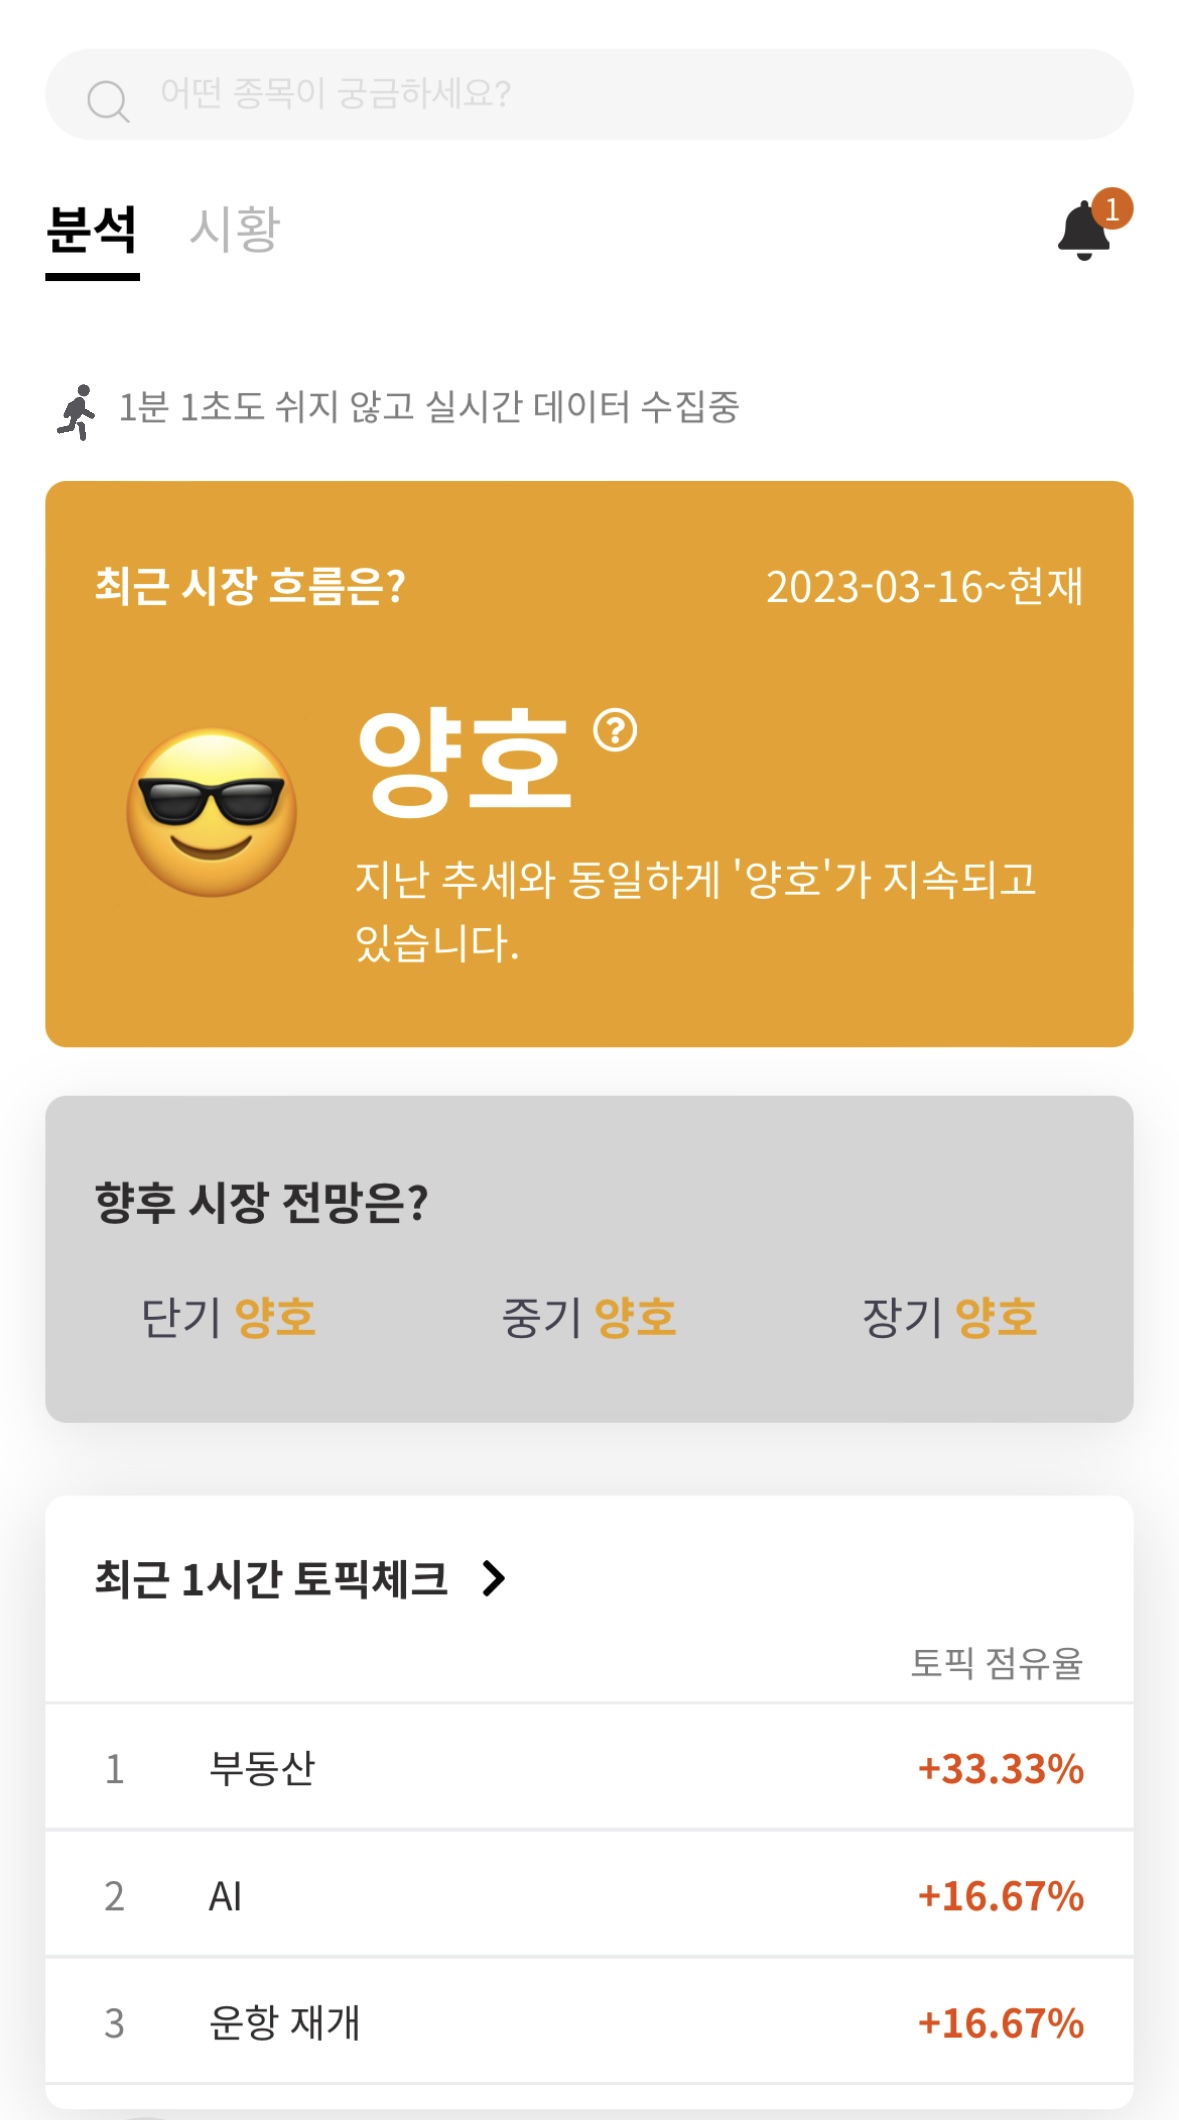 어떤 종목이 궁금하세요?
분석 시황
1
1분 1초도 쉬지 않고 실시간 데이터 수집중
최근 시장 흐름은? 2023-03-16~현재
양호 ?
지난 추세와 동일하게 '양호'가 지속되고
있습니다.
향후 시장 전망은?
단기 양호 중기 양호 장기 양호
최근 1시간 토픽체크
토픽 점유율
1 부동산 +33.33%
2 AI +16.67%
3 운항 재개 +16.67%